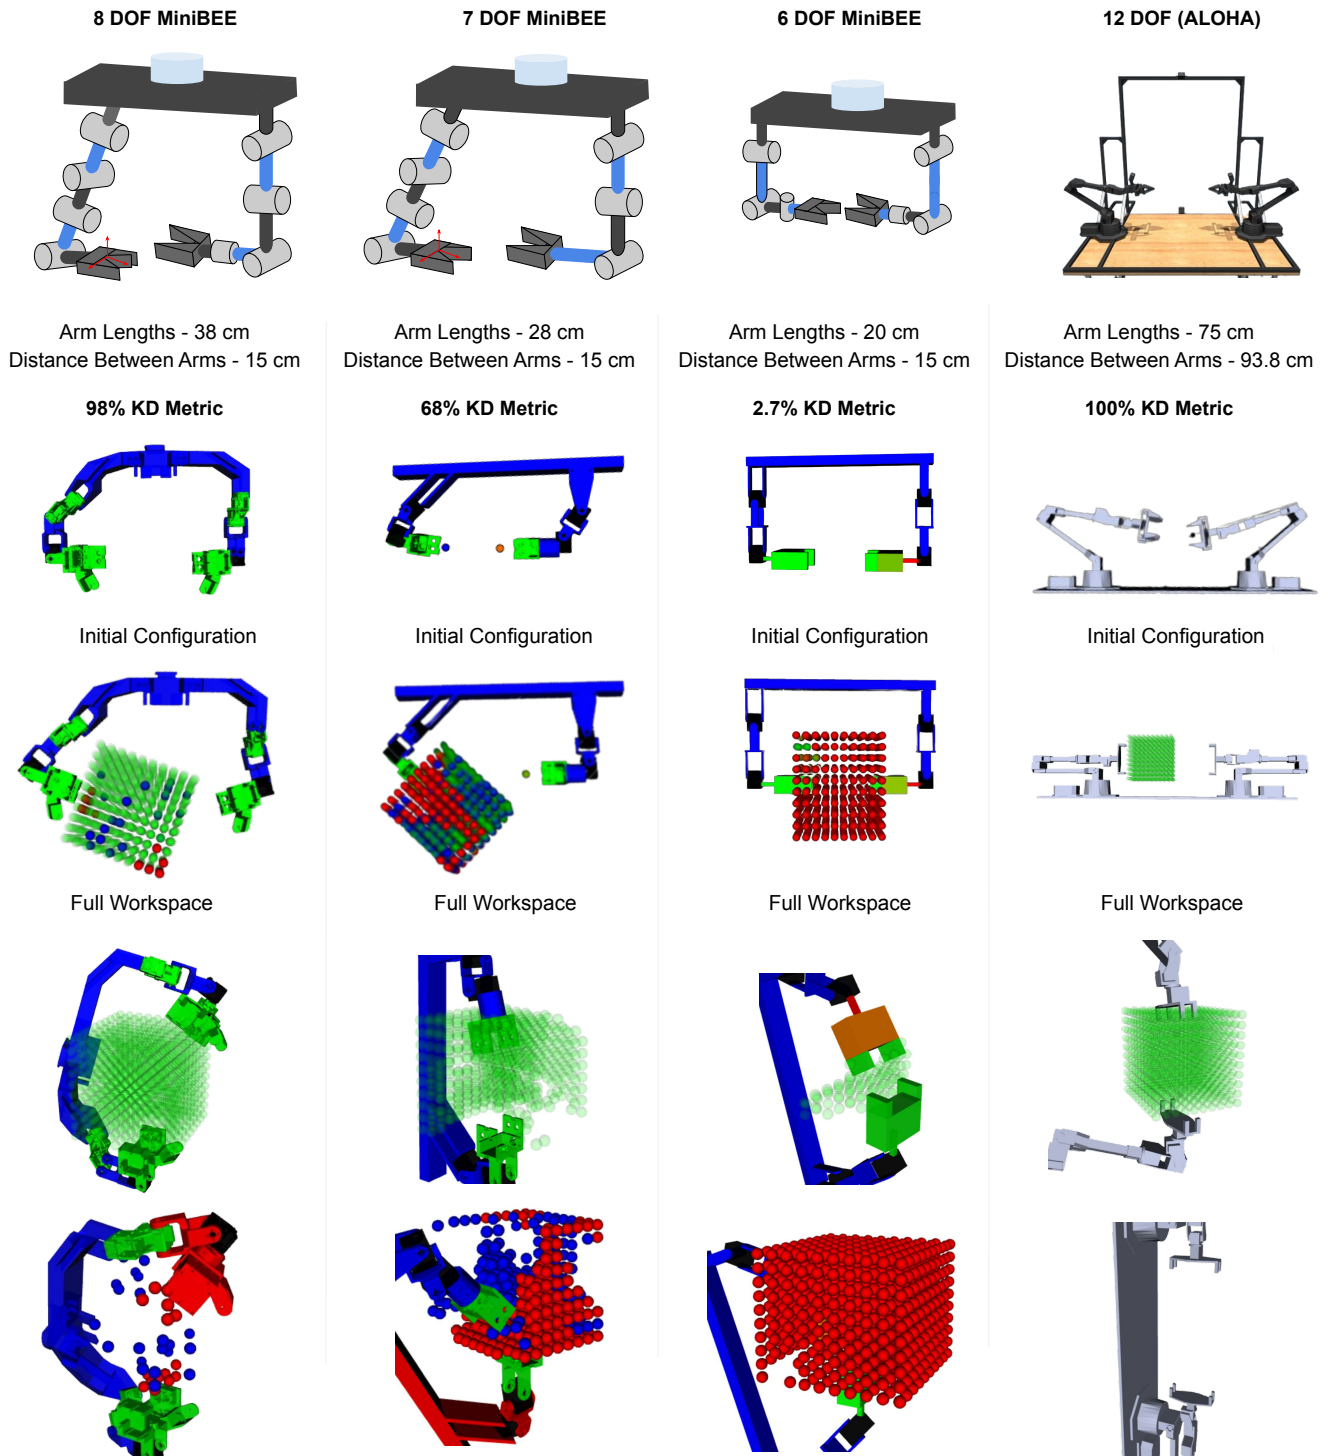 8 DOF MiniBEE
7 DOF MiniBEE
6 DOF MiniBEE
12 DOF (ALOHA)
Arm Lengths - 38 cm
Distance Between Arms - 15 cm
Arm Lengths - 28 cm
Distance Between Arms - 15 cm
Arm Lengths - 20 cm
Distance Between Arms - 15 cm
Arm Lengths - 75 cm
Distance Between Arms - 93.8 cm
98% KD Metric
68% KD Metric
2.7% KD Metric
100% KD Metric
Initial Configuration
Initial Configuration
Initial Configuration
Initial Configuration
Full Workspace
Full Workspace
Full Workspace
Full Workspace